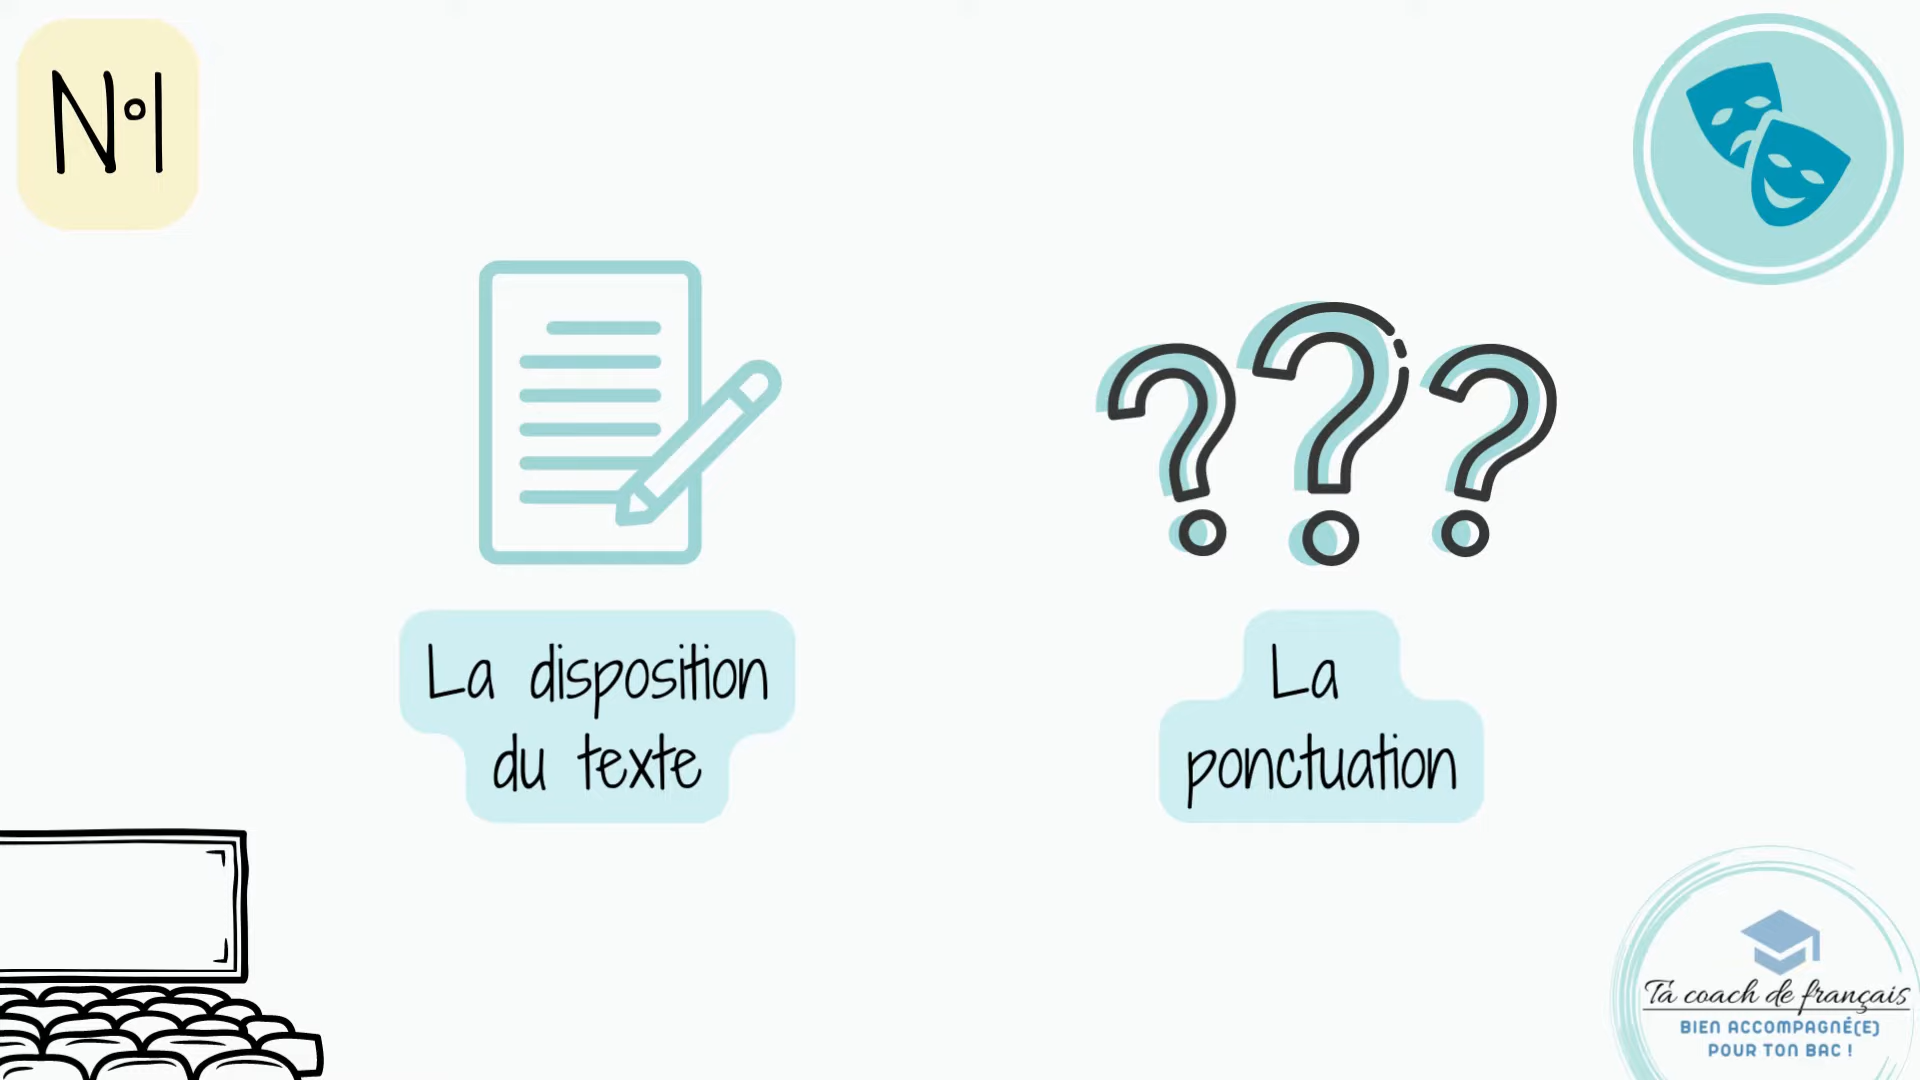 N°1
La disposition
du texte
La
ponctuation
Ta coach de français
BIEN ACCOMPAGNÉ(E)
POUR TON BAC !